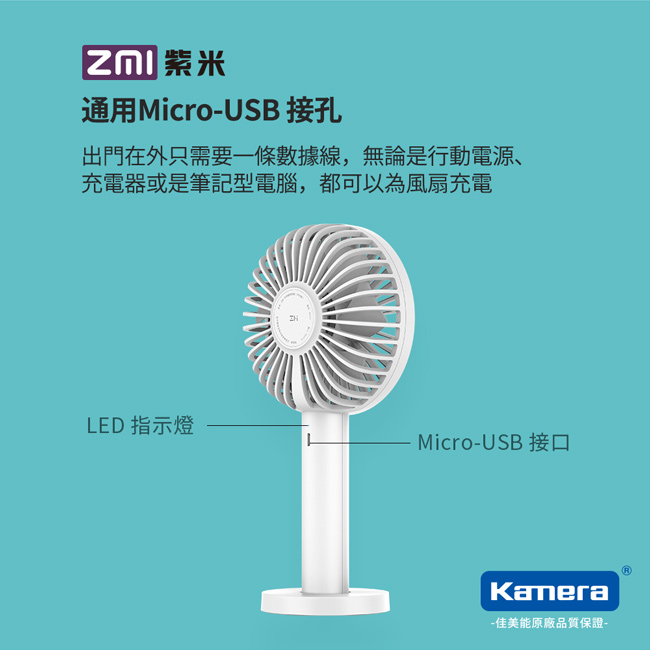 ZMI 紫米
通用Micro-USB 接孔
出門在外只需要一條數據線，無論是行動電源、
充電器或是筆記型電腦，都可以為風扇充電
ZMI
LED 指示燈
Micro-USB 接口
Kamera®
-佳美能原廠品質保證-